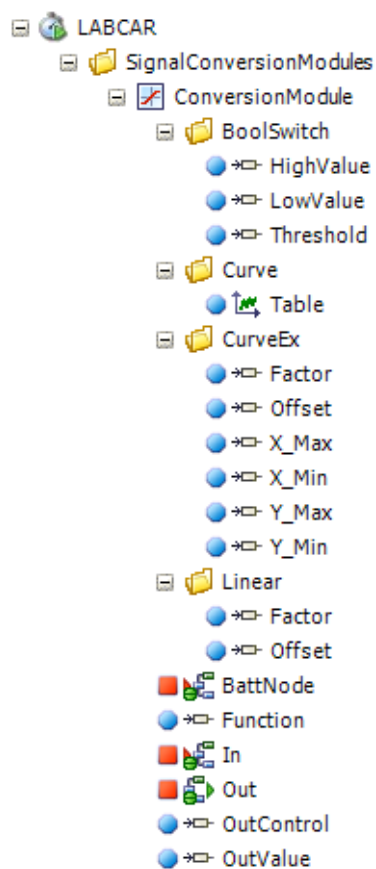 LABCAR
SignalConversionModules
ConversionModule
BoolSwitch
HighValue
LowValue
Threshold
Curve
Table
CurveEx
Factor
Offset
X_Max
X_Min
Y_Max
Y_Min
Linear
Factor
Offset
BattNode
Function
In
Out
OutControl
OutValue